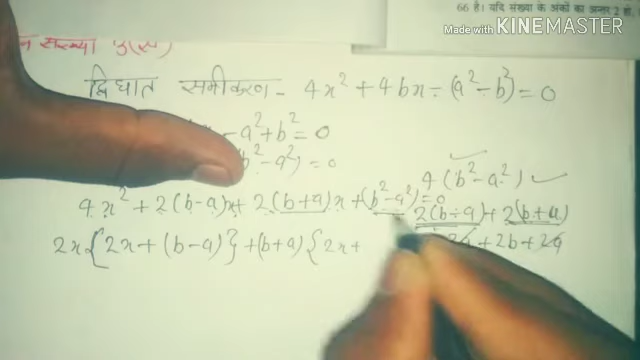 66 है। यदि संख्या के अंकों का अन्तर 2 हो,
Made with KINEMASTER
द्विघात समीकरण - 4x² + 4bx - (a² - b²) = 0
- a² + b² = 0
b² - a²) = 0
4(b² - a²)
4x² + 2(b-a)x + 2(b+a)x + (b² - a²) = 0
2(b-a) + 2(b+a)
2x{2x + (b-a)} + (b+a){2x +
+ 2b + 2a